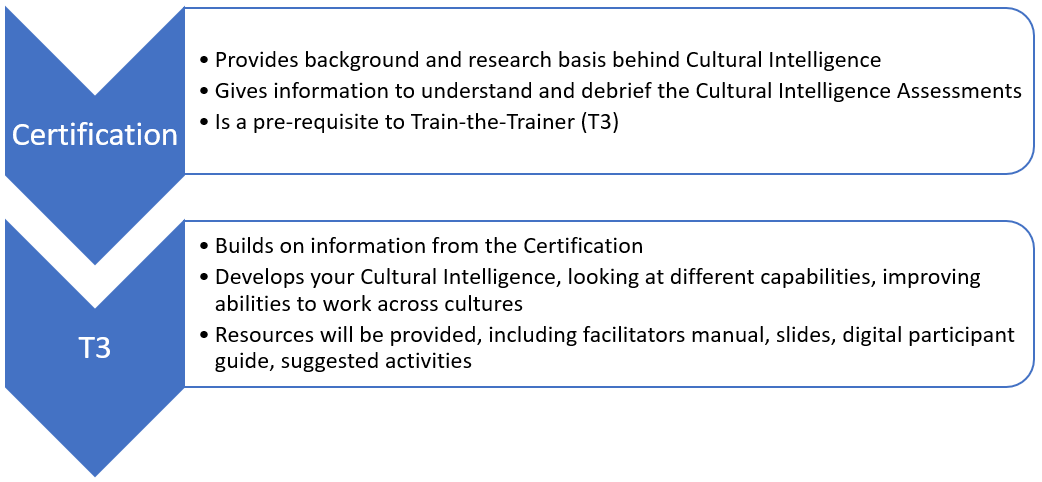 Certification
• Provides background and research basis behind Cultural Intelligence
• Gives information to understand and debrief the Cultural Intelligence Assessments
• Is a pre-requisite to Train-the-Trainer (T3)
T3
• Builds on information from the Certification
• Develops your Cultural Intelligence, looking at different capabilities, improving
abilities to work across cultures
• Resources will be provided, including facilitators manual, slides, digital participant
guide, suggested activities